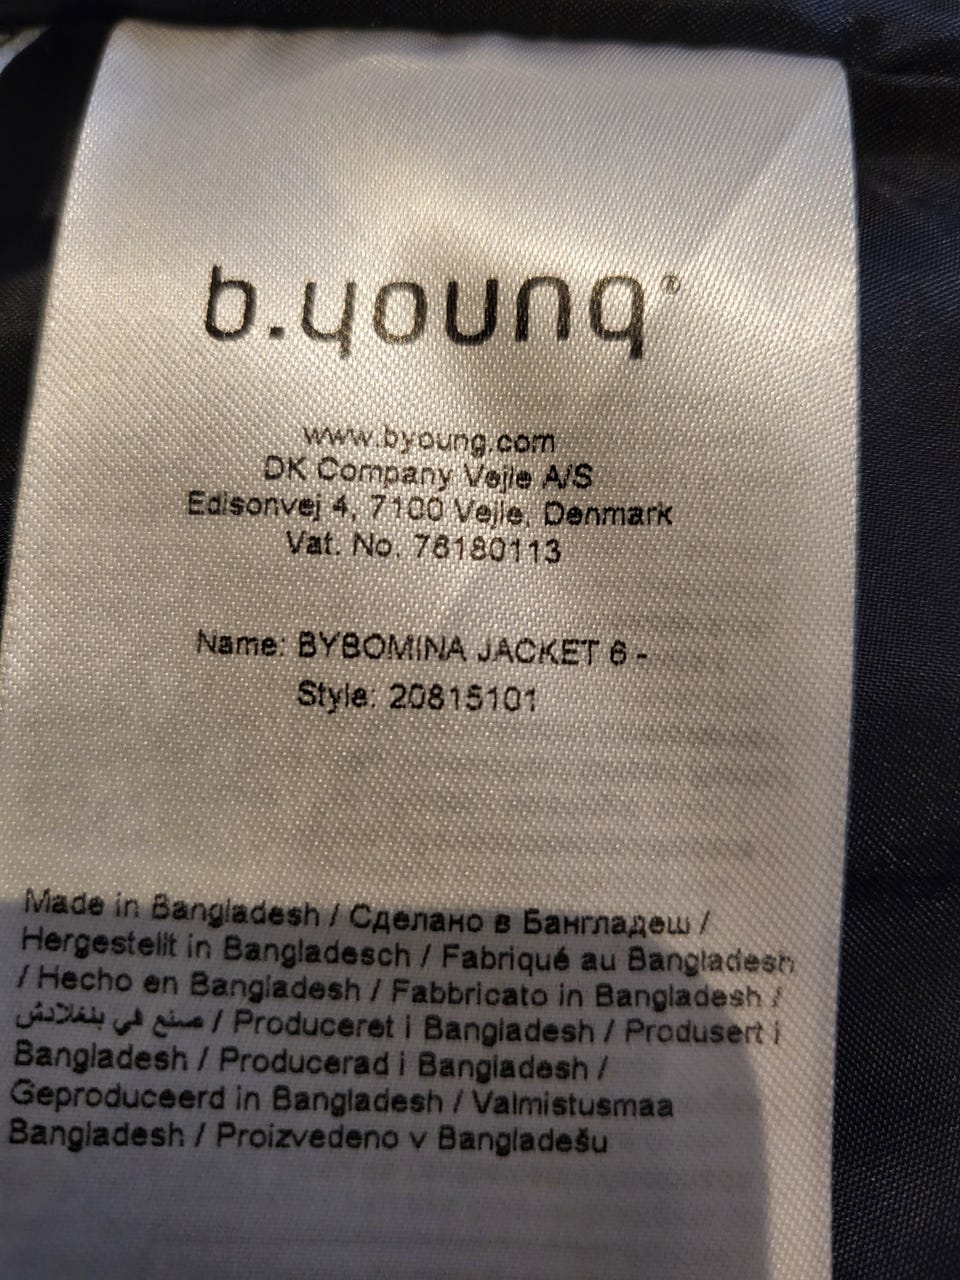 b.young®
www.byoung.com
DK Company Vejle A/S
Edisonvej 4, 7100 Vejle, Denmark
Vat. No. 76180113
Name: BYBOMINA JACKET 6 -
Style: 20815101
Made in Bangladesh / Сделано в Бангладеш /
Hergestellt in Bangladesch / Fabriqué au Bangladesh
/ Hecho en Bangladesh / Fabbricato in Bangladesh /
صنع في بنغلادش / Produceret i Bangladesh / Produsert i
Bangladesh / Producerad i Bangladesh /
Geproduceerd in Bangladesh / Valmistusmaa
Bangladesh / Proizvedeno v Bangladešu